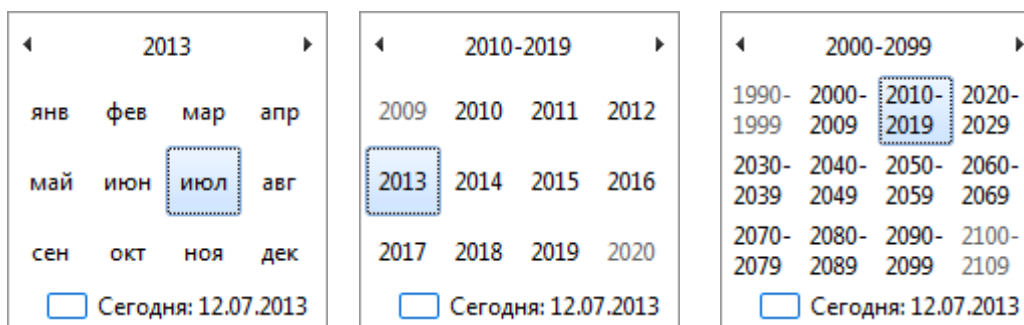 2013
янв фев мар апр
май июн июл авг
сен окт ноя дек
Сегодня: 12.07.2013
2010-2019
2009 2010 2011 2012
2013 2014 2015 2016
2017 2018 2019 2020
Сегодня: 12.07.2013
2000-2099
1990- 2000- 2010- 2020-
1999 2009 2019 2029
2030- 2040- 2050- 2060-
2039 2049 2059 2069
2070- 2080- 2090- 2100-
2079 2089 2099 2109
Сегодня: 12.07.2013